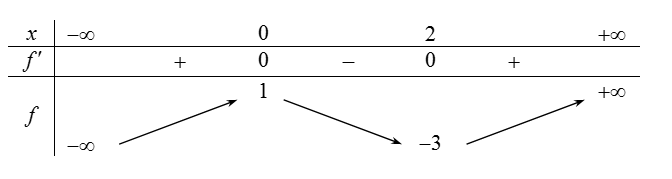 x −∞ 0 2 +∞
f′ + 0 − 0 +
1 +∞
f
−∞ −3